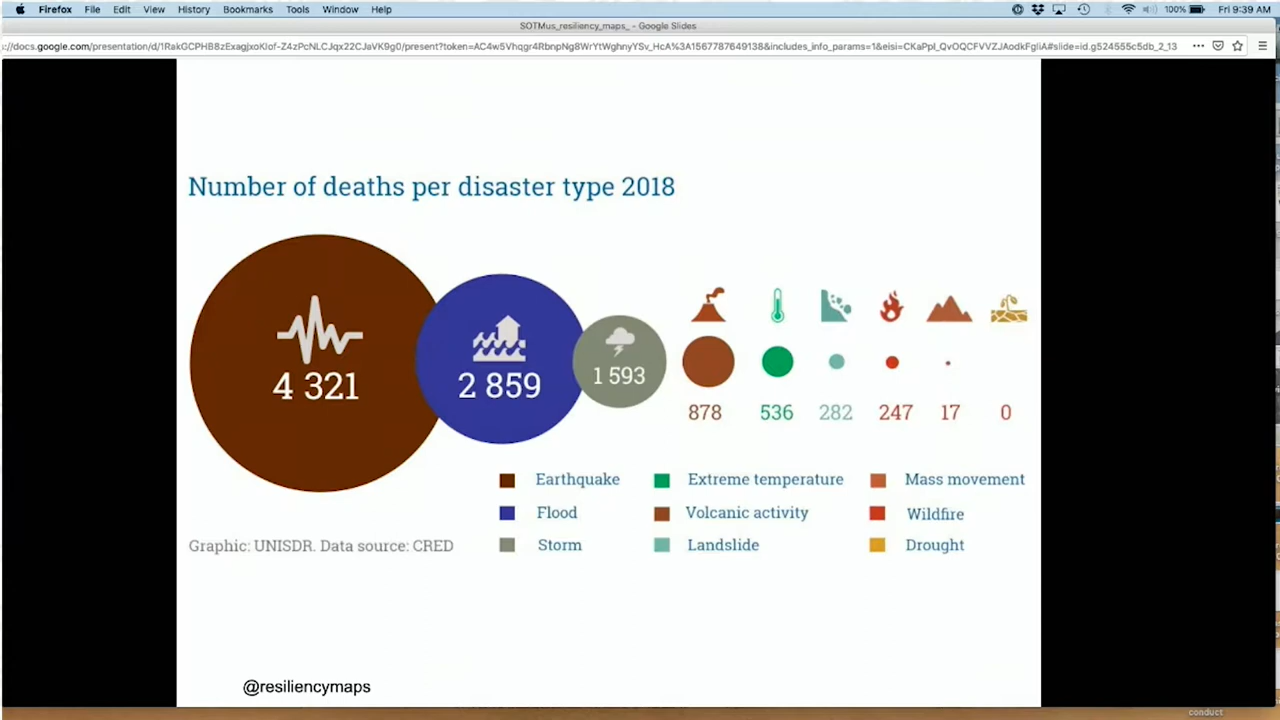 Firefox File Edit View History Bookmarks Tools Window Help 100% Fri 9:39 AM
SOTMus_resiliency_maps_ - Google Slides
Number of deaths per disaster type 2018
4 321
2 859
1 593
878 536 282 247 17 0
Earthquake Extreme temperature Mass movement
Flood Volcanic activity Wildfire
Storm Landslide Drought
Graphic: UNISDR. Data source: CRED
@resiliencymaps
conduct